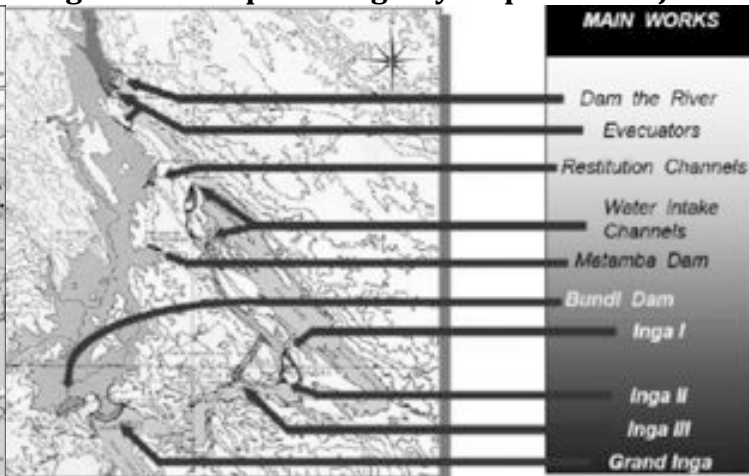 MAIN WORKS
Dam the River
Evacuators
Restitution Channels
Water Intake
Channels
Matamba Dam
Bundi Dam
Inga I
Inga II
Inga III
Grand Inga